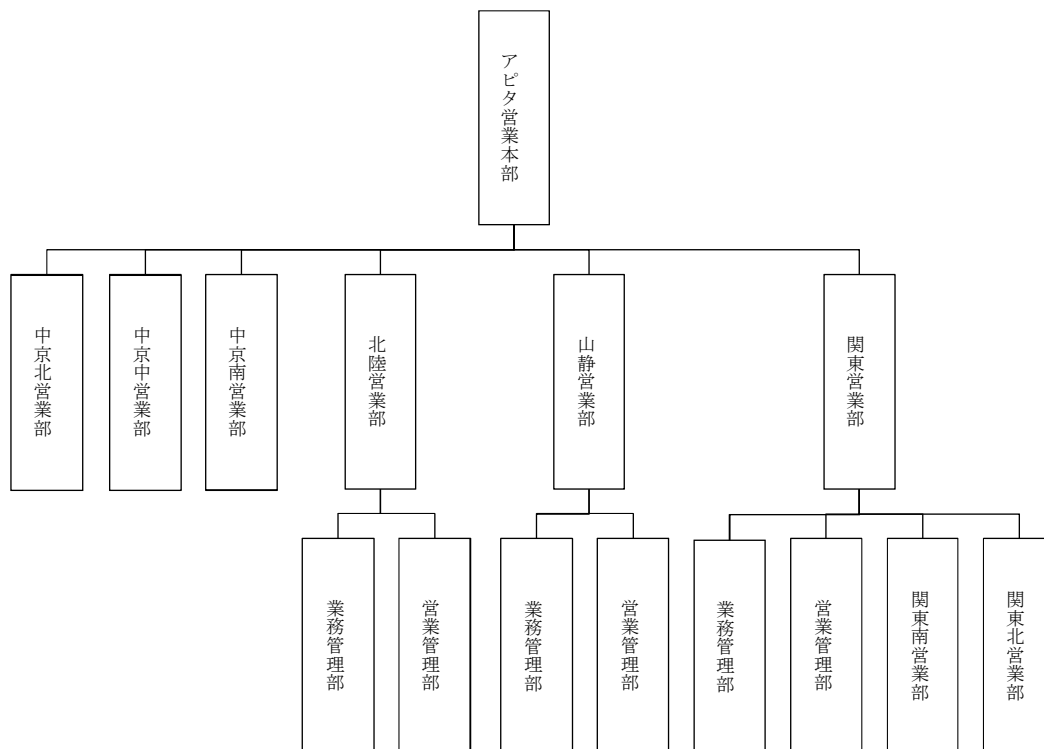 アピタ営業本部
中京北営業部
中京中営業部
中京南営業部
北陸営業部
山静営業部
関東営業部
業務管理部
営業管理部
業務管理部
営業管理部
業務管理部
営業管理部
関東南営業部
関東北営業部